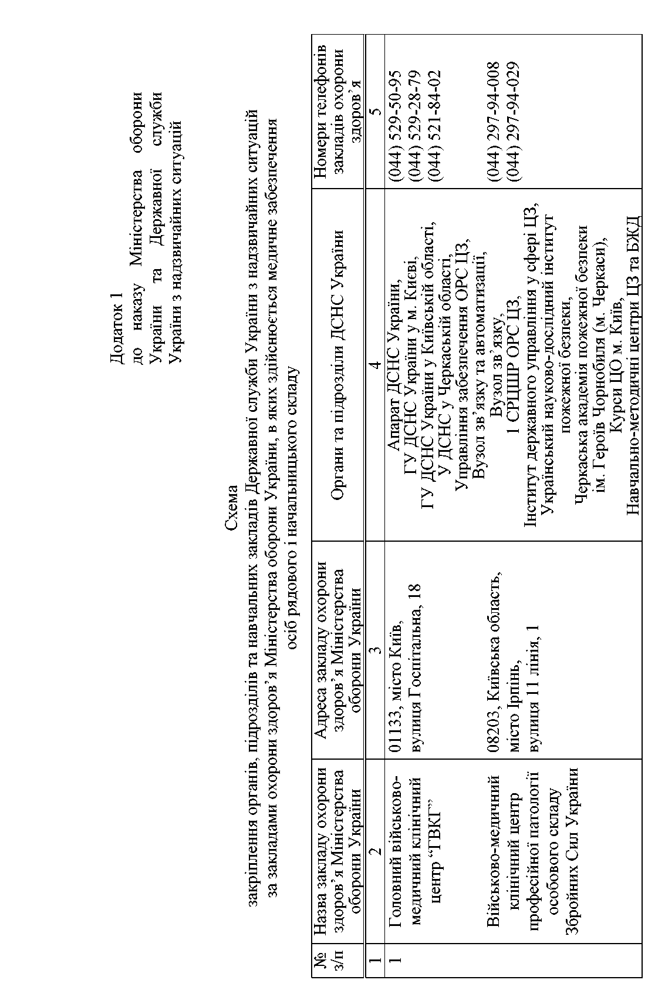 Додаток 1
до наказу Міністерства оборони
України та Державної служби
України з надзвичайних ситуацій
Схема
закріплення органів, підрозділів та навчальних закладів Державної служби України з надзвичайних ситуацій
за закладами охорони здоров’я Міністерства оборони України, в яких здійснюється медичне забезпечення
осіб рядового і начальницького складу
№
з/п
Назва закладу охорони
здоров’я Міністерства
оборони України
Адреса закладу охорони
здоров’я Міністерства
оборони України
Органи та підрозділи ДСНС України
Номери телефонів
закладів охорони
здоров’я
1
2
3
4
5
1
Головний військово-
медичний клінічний
центр “ГВКГ”
Військово-медичний
клінічний центр
професійної патології
особового складу
Збройних Сил України
01133, місто Київ,
вулиця Госпітальна, 18
08203, Київська область,
місто Ірпінь,
вулиця 11 лінія, 1
Апарат ДСНС України,
ГУ ДСНС України у м. Києві,
ГУ ДСНС України у Київській області,
У ДСНС у Черкаській області,
Управління забезпечення ОРС ЦЗ,
Вузол зв’язку та автоматизації,
Вузол зв’язку,
1 СРЦШР ОРС ЦЗ,
Інститут державного управління у сфері ЦЗ,
Український науково-дослідний інститут
пожежної безпеки,
Черкаська академія пожежної безпеки
ім. Героїв Чорнобиля (м. Черкаси),
Курси ЦО м. Київ,
Навчально-методичні центри ЦЗ та БЖД
(044) 529-50-95
(044) 529-28-79
(044) 521-84-02
(044) 297-94-008
(044) 297-94-029